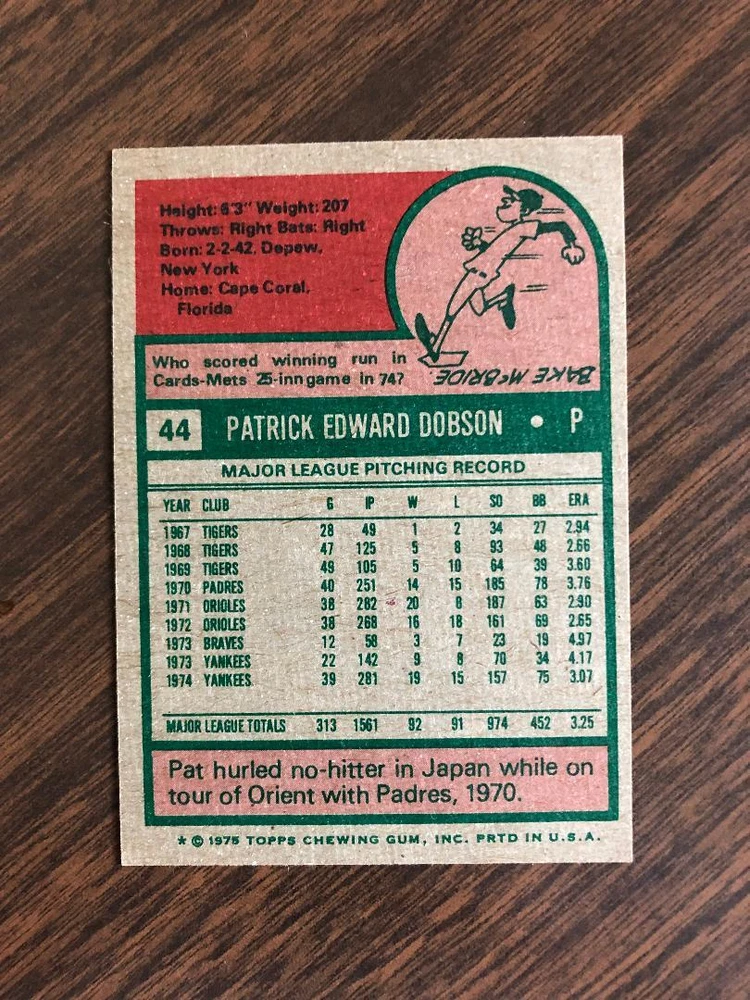 Height: 6'3" Weight: 207
Throws: Right Bats: Right
Born: 2-2-42, Depew,
New York
Home: Cape Coral,
Florida
Who scored winning run in
Cards-Mets 25-inn game in 74?
BAKE McBRIDE.
44 PATRICK EDWARD DOBSON • P
MAJOR LEAGUE PITCHING RECORD
YEAR CLUB G IP W L SO BB ERA
1967 TIGERS 28 49 1 2 34 27 2.94
1968 TIGERS 47 125 5 8 93 48 2.66
1969 TIGERS 49 105 5 10 64 39 3.60
1970 PADRES 40 251 14 15 185 78 3.76
1971 ORIOLES 38 282 20 8 187 63 2.90
1972 ORIOLES 38 268 16 18 161 69 2.65
1973 BRAVES 12 58 3 7 23 19 4.97
1973 YANKEES 22 142 9 8 70 34 4.17
1974 YANKEES 39 281 19 15 157 75 3.07
MAJOR LEAGUE TOTALS 313 1561 92 91 974 452 3.25
Pat hurled no-hitter in Japan while on
tour of Orient with Padres, 1970.
* © 1975 TOPPS CHEWING GUM, INC. PRTD IN U.S.A.